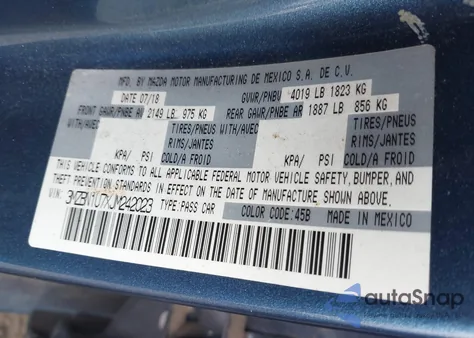 MFD. BY MAZDA MOTOR MANUFACTURING DE MEXICO S.A. DE C.V.
DATE 07/18 GVWR/PNBV 4019 LB 1823 KG
FRONT GAWR/PNBE AV 2149 LB 975 KG REAR GAWR/PNBE AR 1887 LB 856 KG
WITH/AVEC TIRES/PNEUS WITH/AVEC TIRES/PNEUS
RIMS/JANTES RIMS/JANTES
KPA/ PSI COLD/A FROID KPA/ PSI COLD/A FROID
THIS VEHICLE CONFORMS TO ALL APPLICABLE FEDERAL MOTOR VEHICLE SAFETY, BUMPER, AND
THEFT PREVENTION STANDARDS IN EFFECT ON THE DATE OF MANUFACTURE SHOWN ABOVE.
VIN: TYPE: PASS CAR
COLOR CODE: 45B MADE IN MEXICO
autoSnap